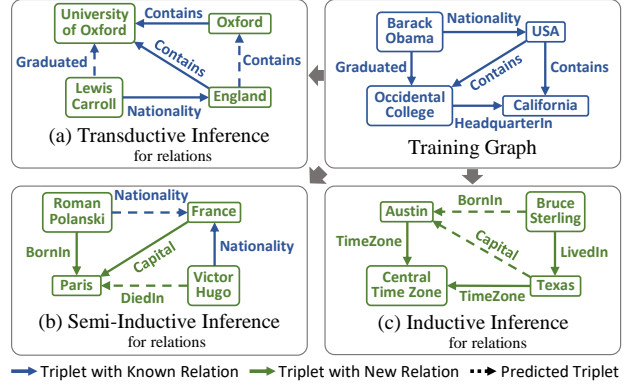 University
of Oxford
Contains
Oxford
Graduated
Contains
Contains
Lewis
Carroll
Nationality
England
(a) Transductive Inference
for relations
Barack
Obama
Nationality
USA
Graduated
Contains
Contains
Occidental
College
HeadquarterIn
California
Training Graph
Roman
Polanski
Nationality
France
BornIn
Capital
Nationality
Paris
DiedIn
Victor
Hugo
(b) Semi-Inductive Inference
for relations
Austin
BornIn
Bruce
Sterling
TimeZone
Capital
LivedIn
Central
Time Zone
TimeZone
Texas
(c) Inductive Inference
for relations
Triplet with Known Relation Triplet with New Relation Predicted Triplet